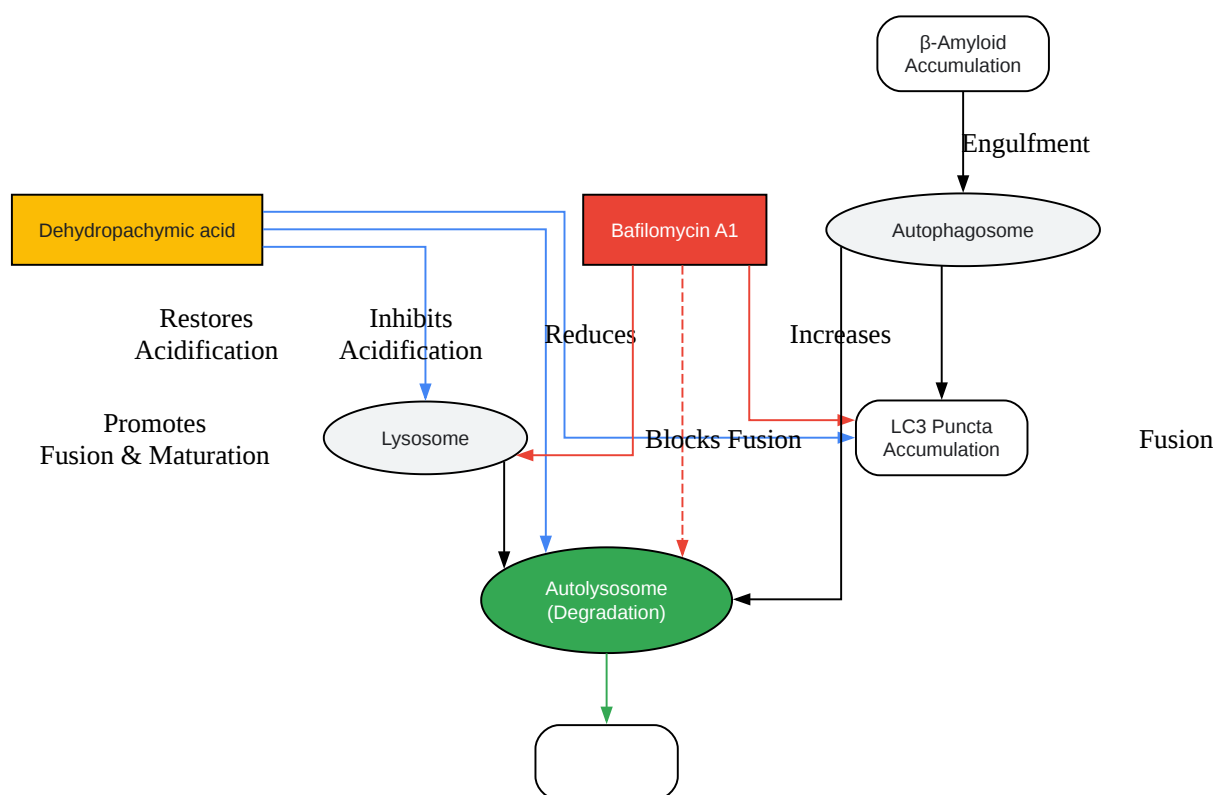 β-Amyloid
Accumulation
Engulfment
Dehydropachymic acid
Bafilomycin A1
Autophagosome
Restores
Acidification
Inhibits
Acidification
Reduces
Increases
Promotes
Fusion & Maturation
Lysosome
Blocks Fusion
LC3 Puncta
Accumulation
Fusion
Autolysosome
(Degradation)